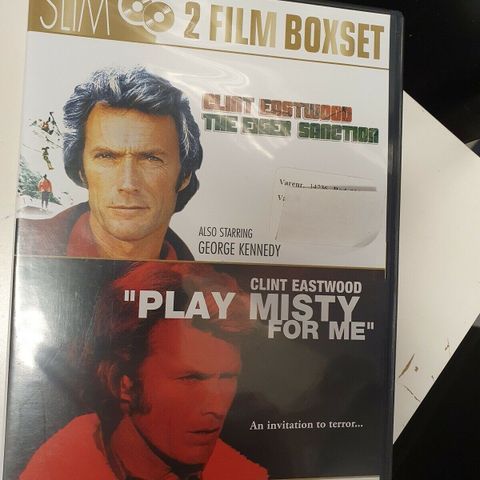 SLIM 2 FILM BOXSET
CLINT EASTWOOD
THE EIGER SANCTION
Varenr.
ALSO STARRING
GEORGE KENNEDY
CLINT EASTWOOD
"PLAY MISTY
FOR ME"
An invitation to terror...